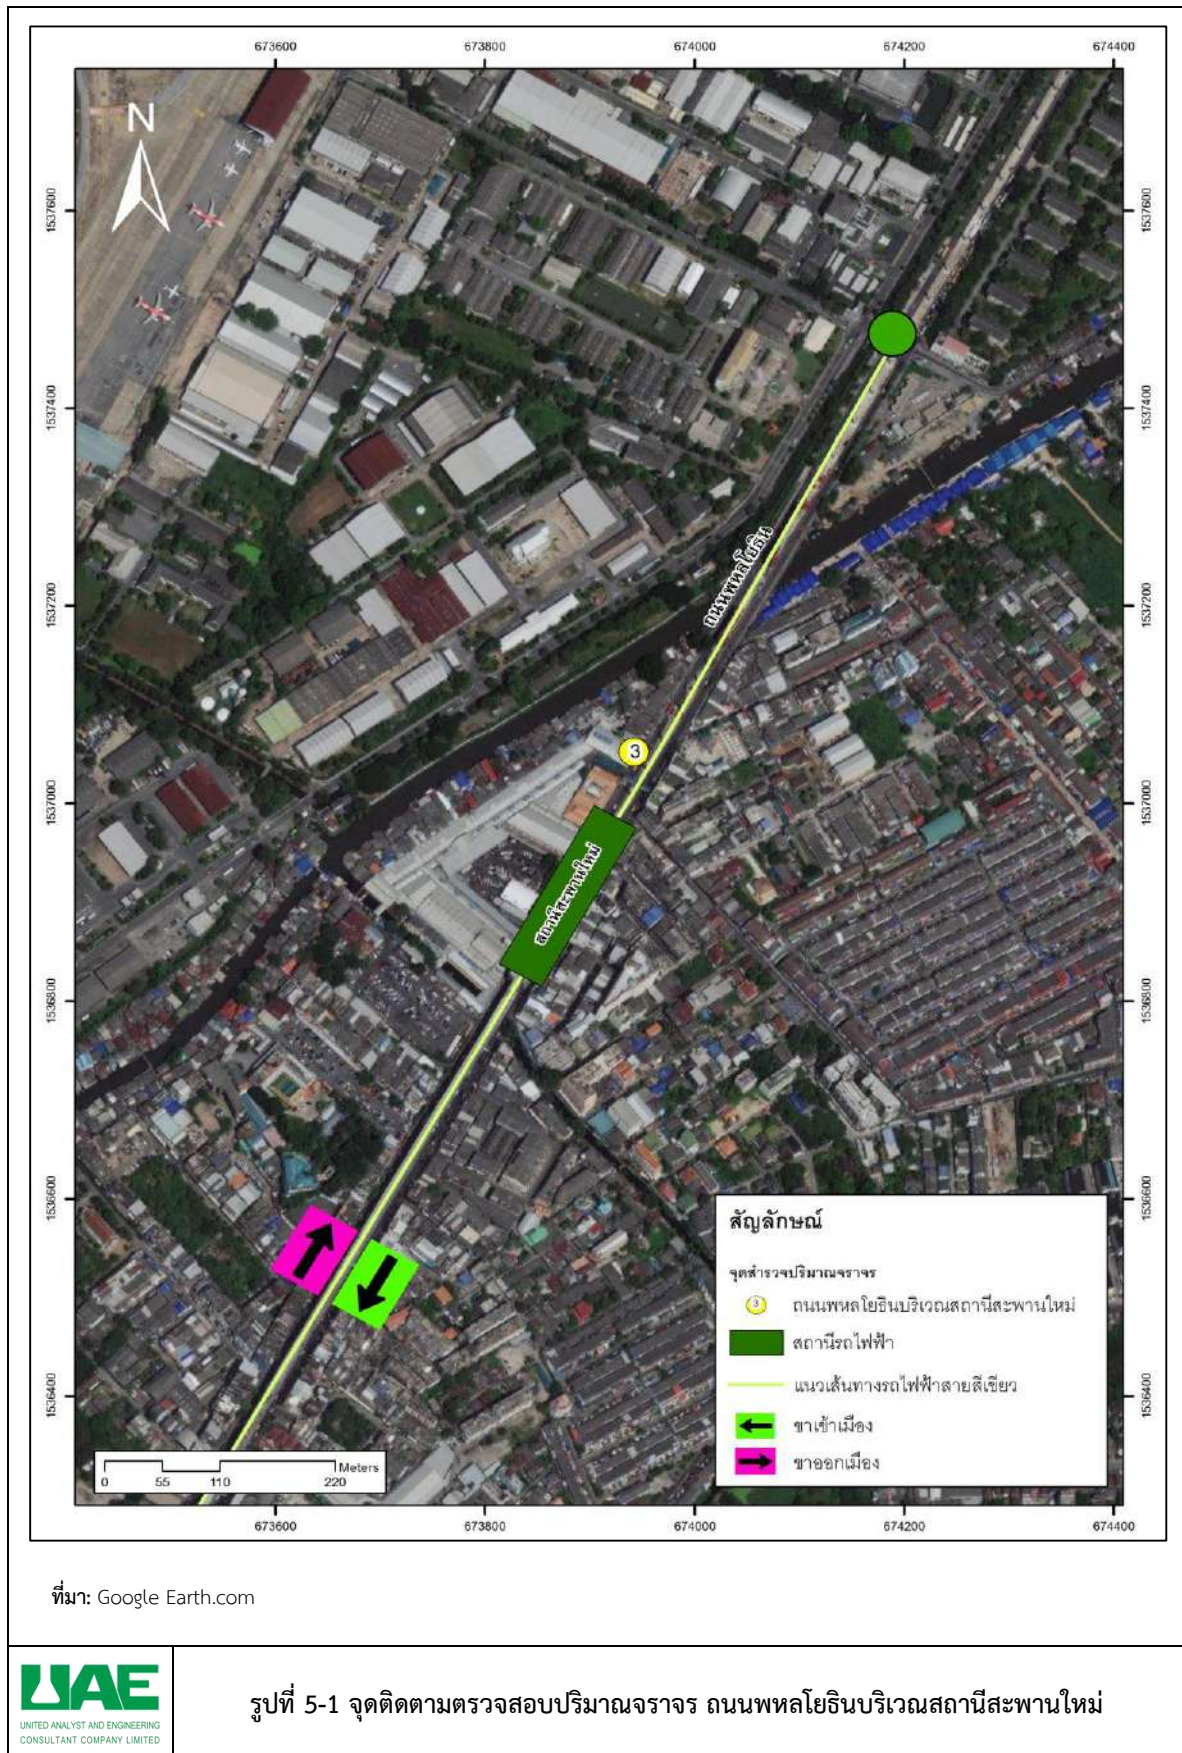 673600 673800 674000 674200 674400
N
1537600 1537600
1537400 1537400
1537200 1537200
1537000 1537000
1536800 1536800
1536600 1536600
1536400 1536400
ถนนพหลโยธิน
3
สถานีสะพานใหม่
สัญลักษณ์
จุดสำรวจปริมาณจราจร
3 ถนนพหลโยธินบริเวณสถานีสะพานใหม่
สถานีรถไฟฟ้า
แนวเส้นทางรถไฟฟ้าสายสีเขียว
ขาเข้าเมือง
ขาออกเมือง
Meters
0 55 110 220
673600 673800 674000 674200 674400
ที่มา: Google Earth.com
UAE
UNITED ANALYST AND ENGINEERING
CONSULTANT COMPANY LIMITED
รูปที่ 5-1 จุดติดตามตรวจสอบปริมาณจราจร ถนนพหลโยธินบริเวณสถานีสะพานใหม่